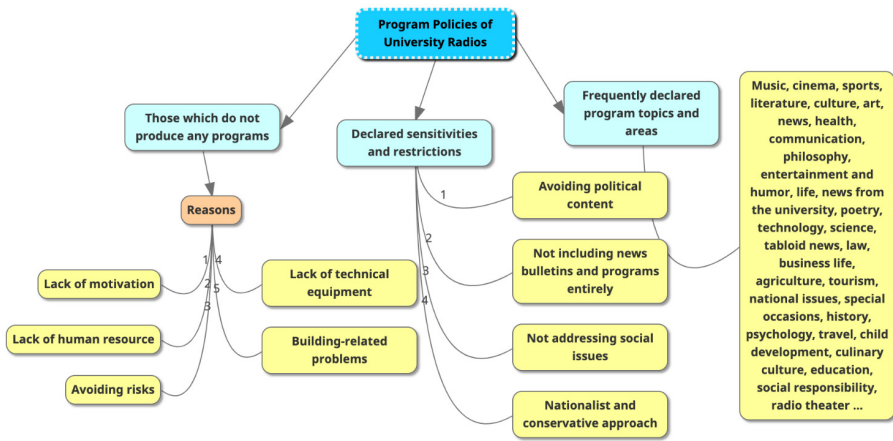 Program Policies of
University Radios
Those which do not
produce any programs
Reasons
1
2
3
4
5
Lack of motivation
Lack of human resource
Avoiding risks
Lack of technical
equipment
Building-related
problems
Declared sensitivities
and restrictions
1
2
3
4
Avoiding political
content
Not including news
bulletins and programs
entirely
Not addressing social
issues
Nationalist and
conservative approach
Frequently declared
program topics and
areas
Music, cinema, sports,
literature, culture, art,
news, health,
communication,
philosophy,
entertainment and
humor, life, news from
the university, poetry,
technology, science,
tabloid news, law,
business life,
agriculture, tourism,
national issues, special
occasions, history,
psychology, travel, child
development, culinary
culture, education,
social responsibility,
radio theater ...